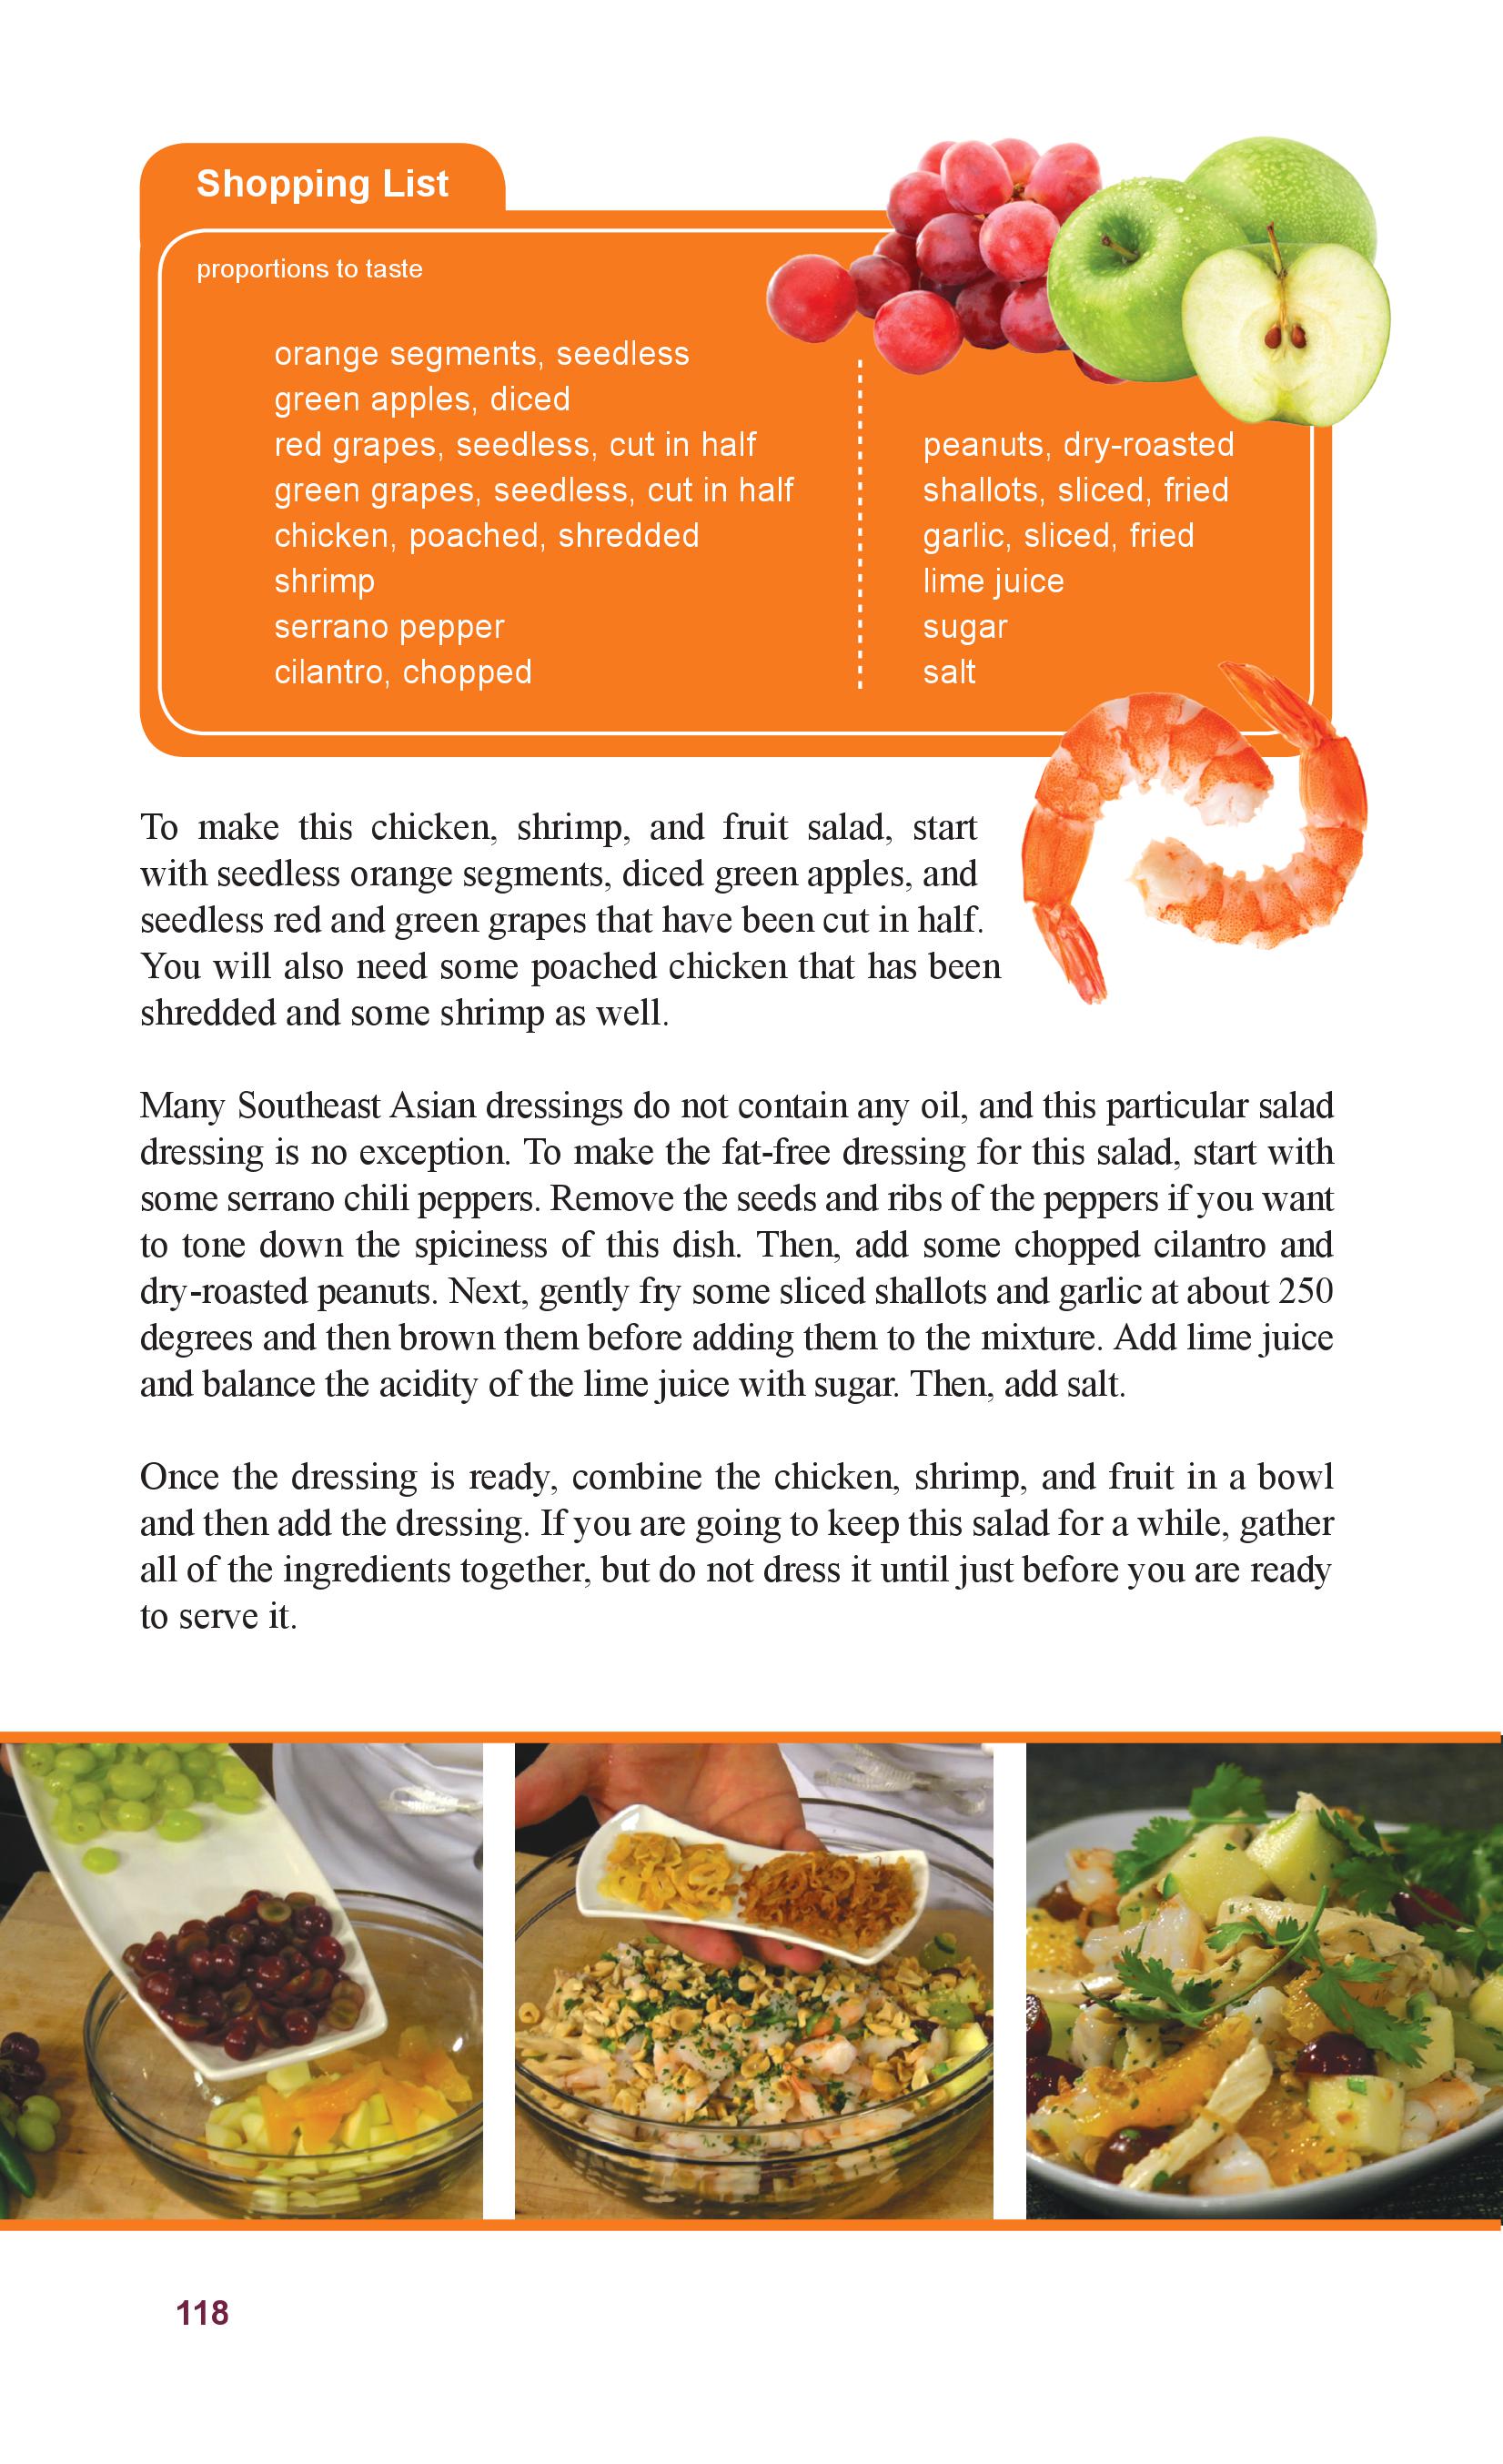 Shopping List
proportions to taste
orange segments, seedless
green apples, diced
red grapes, seedless, cut in half
green grapes, seedless, cut in half
chicken, poached, shredded
shrimp
serrano pepper
cilantro, chopped
peanuts, dry-roasted
shallots, sliced, fried
garlic, sliced, fried
lime juice
sugar
salt
To make this chicken, shrimp, and fruit salad, start
with seedless orange segments, diced green apples, and
seedless red and green grapes that have been cut in half.
You will also need some poached chicken that has been
shredded and some shrimp as well.
Many Southeast Asian dressings do not contain any oil, and this particular salad
dressing is no exception. To make the fat-free dressing for this salad, start with
some serrano chili peppers. Remove the seeds and ribs of the peppers if you want
to tone down the spiciness of this dish. Then, add some chopped cilantro and
dry-roasted peanuts. Next, gently fry some sliced shallots and garlic at about 250
degrees and then brown them before adding them to the mixture. Add lime juice
and balance the acidity of the lime juice with sugar. Then, add salt.
Once the dressing is ready, combine the chicken, shrimp, and fruit in a bowl
and then add the dressing. If you are going to keep this salad for a while, gather
all of the ingredients together, but do not dress it until just before you are ready
to serve it.
118